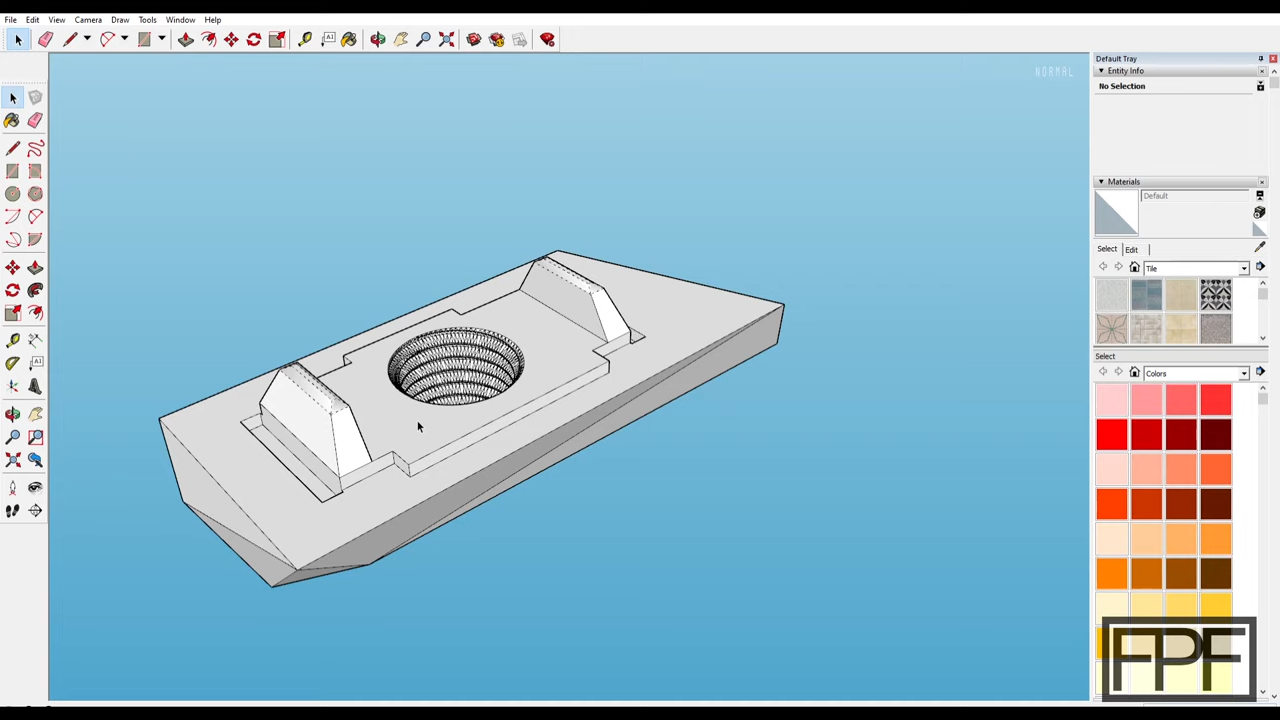 File Edit View Camera Draw Tools Window Help
Default Tray
Entity Info
NORMAL
No Selection
Materials
Default
Select Edit
Tile
Select
Colors
FPF